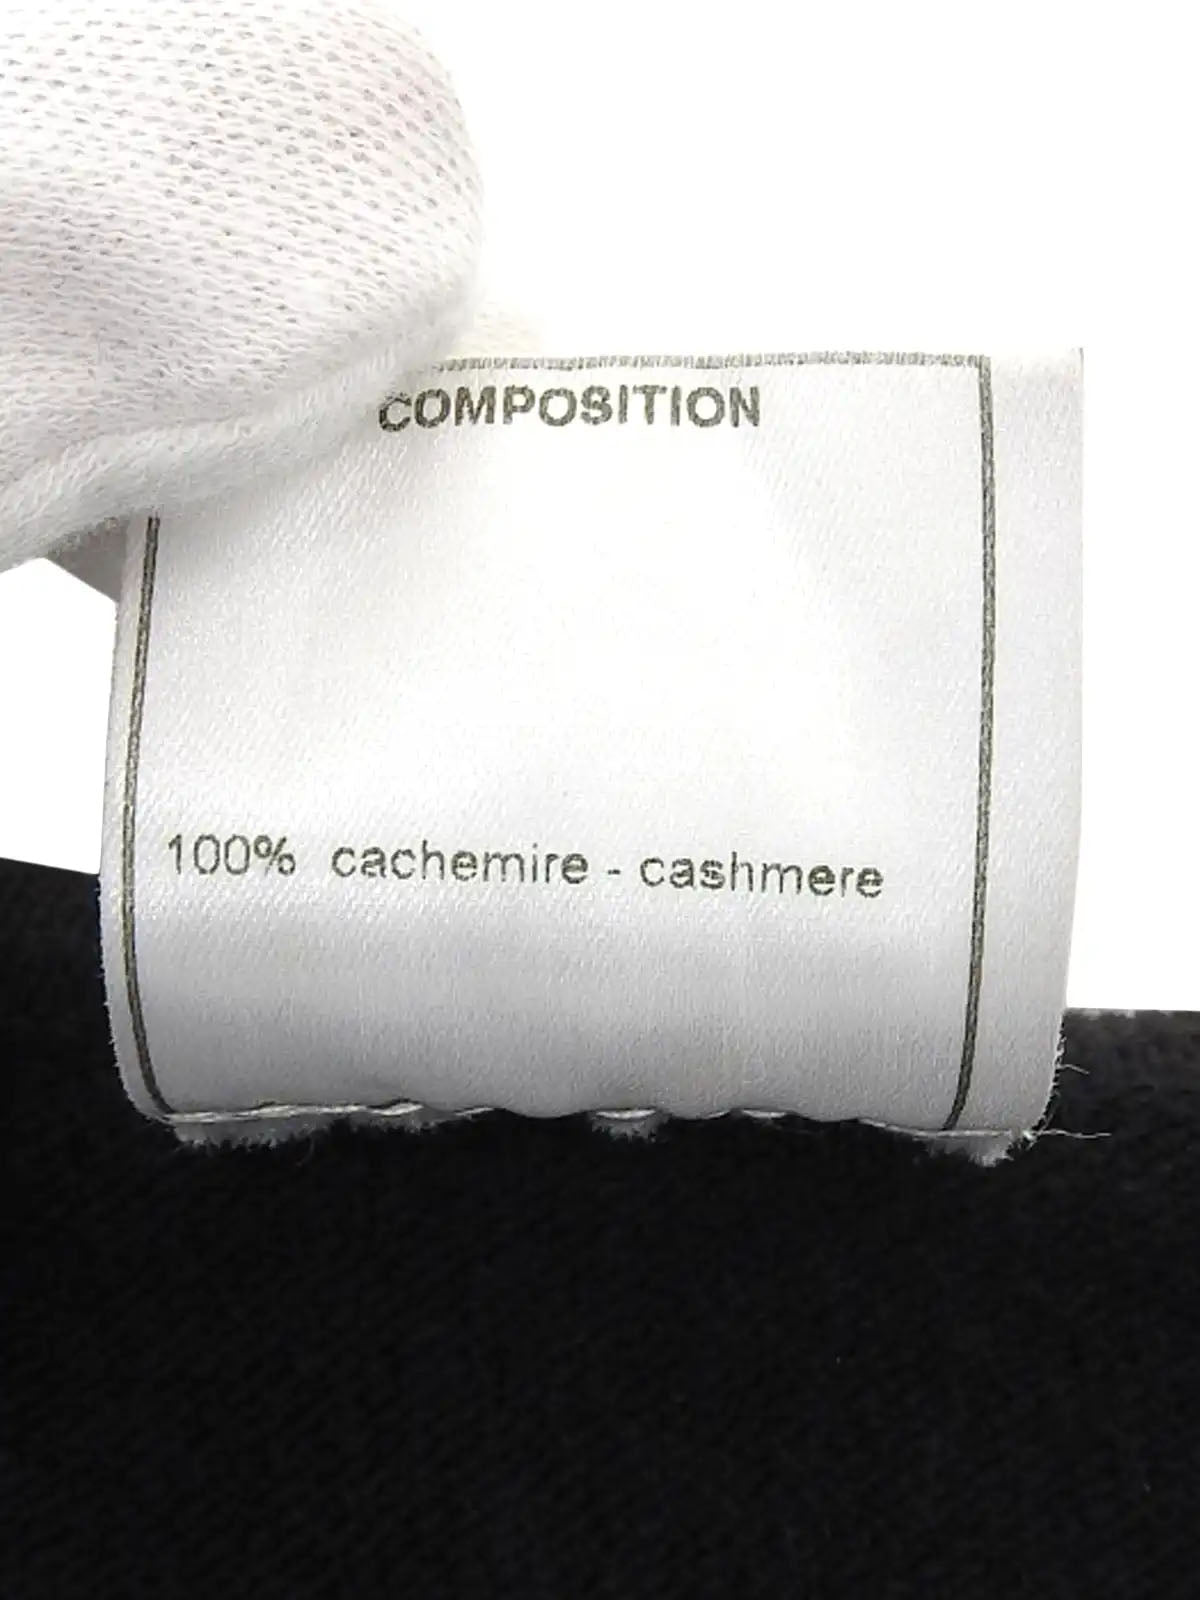 COMPOSITION
100% cachemire - cashmere